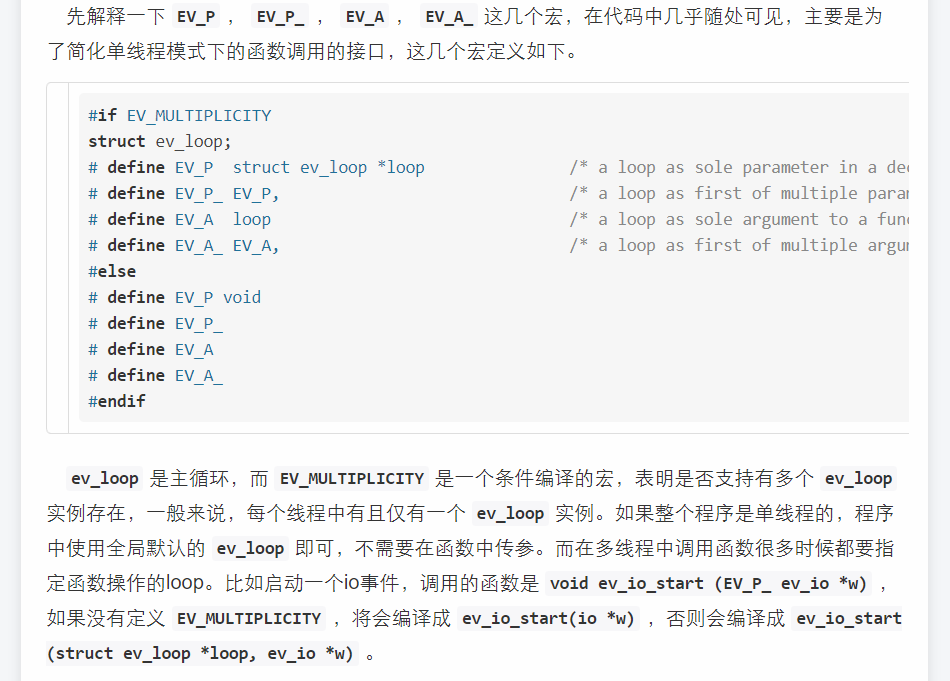 先解释一下 EV_P ， EV_P_ ， EV_A ， EV_A_ 这几个宏，在代码中几乎随处可见，主要是为
了简化单线程模式下的函数调用的接口，这几个宏定义如下。
#if EV_MULTIPLICITY
struct ev_loop;
# define EV_P  struct ev_loop *loop               /* a loop as sole parameter in a
# define EV_P_ EV_P,                              /* a loop as first of multiple
# define EV_A  loop                               /* a loop as sole argument to a
# define EV_A_ EV_A,                              /* a loop as first of multiple
#else
# define EV_P void
# define EV_P_
# define EV_A
# define EV_A_
#endif
ev_loop 是主循环，而 EV_MULTIPLICITY 是一个条件编译的宏，表明是否支持有多个 ev_loop
实例存在，一般来说，每个线程中有且仅有一个 ev_loop 实例。如果整个程序是单线程的，程序
中使用全局默认的 ev_loop 即可，不需要在函数中传参。而在多线程中调用函数很多时候都要指
定函数操作的loop。比如启动一个io事件，调用的函数是 void ev_io_start (EV_P_ ev_io *w) ，
如果没有定义 EV_MULTIPLICITY ，将会编译成 ev_io_start(io *w) ，否则会编译成 ev_io_start
(struct ev_loop *loop, ev_io *w) 。